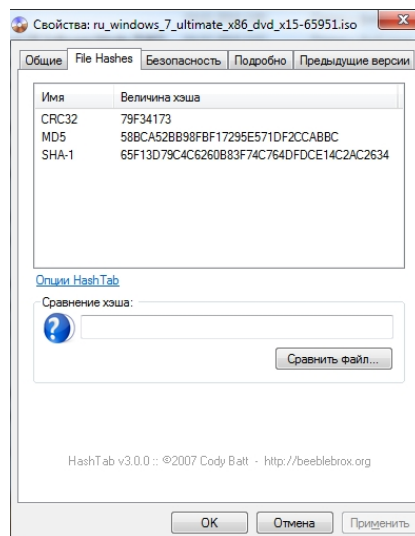 Свойства: ru_windows_7_ultimate_x86_dvd_x15-65951.iso
Общие File Hashes Безопасность Подробно Предыдущие версии
Имя Величина хэша
CRC32 79F34173
MD5 58BCA52BB98FBF17295E571DF2CCABBC
SHA-1 65F13D79C4C6260B83F74C764DFDCE14C2AC2634
Опции HashTab
Сравнение хэша:
Сравнить файл...
HashTab v3.0.0 :: ©2007 Cody Batt - http://beeblebrox.org
OK Отмена Применить